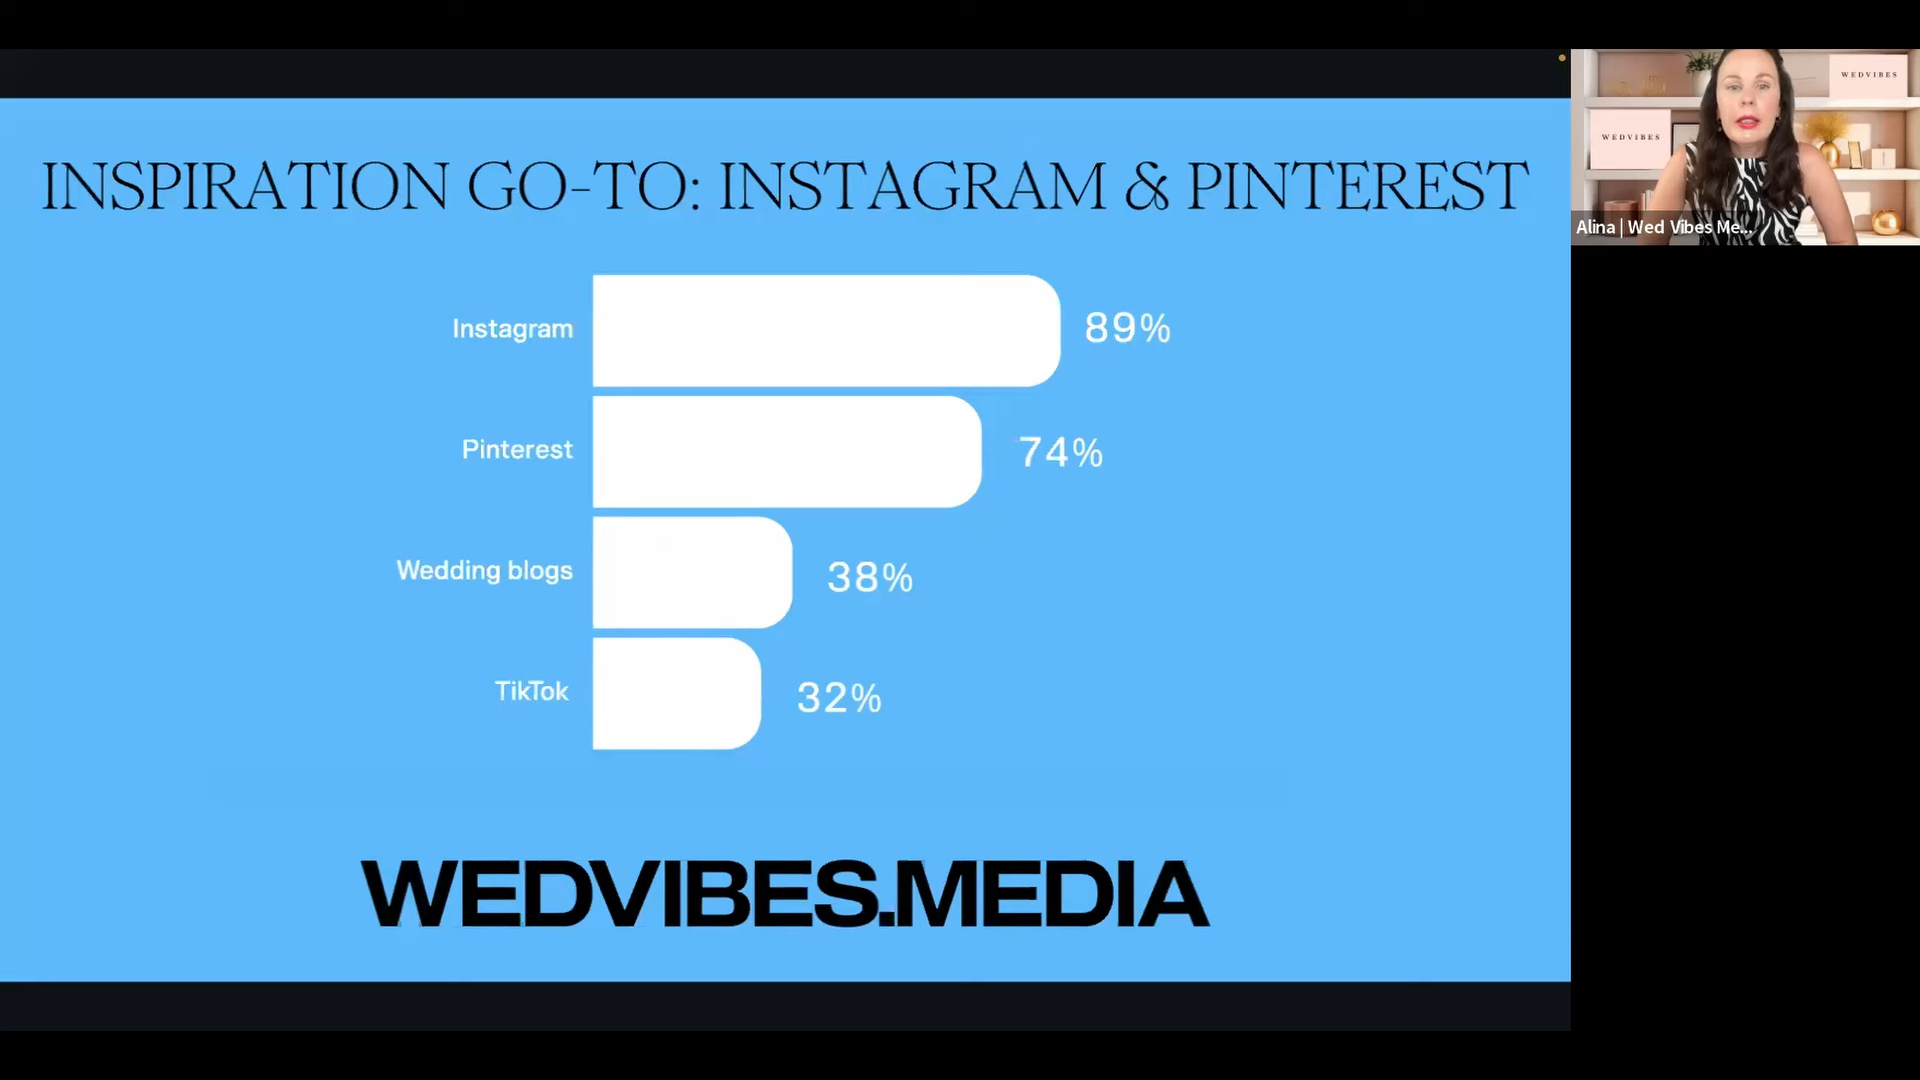 INSPIRATION GO-TO: INSTAGRAM & PINTEREST
Instagram 89%
Pinterest 74%
Wedding blogs 38%
TikTok 32%
WEDVIBES.MEDIA
WEDVIBES
WEDVIBES
Alina | Wed Vibes Me...